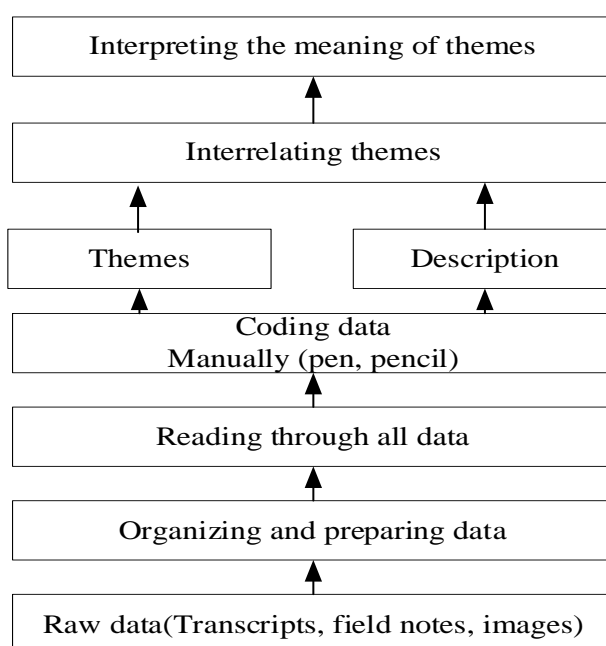 Interpreting the meaning of themes
Interrelating themes
Themes
Description
Coding data
Manually (pen, pencil)
Reading through all data
Organizing and preparing data
Raw data(Transcripts, field notes, images)